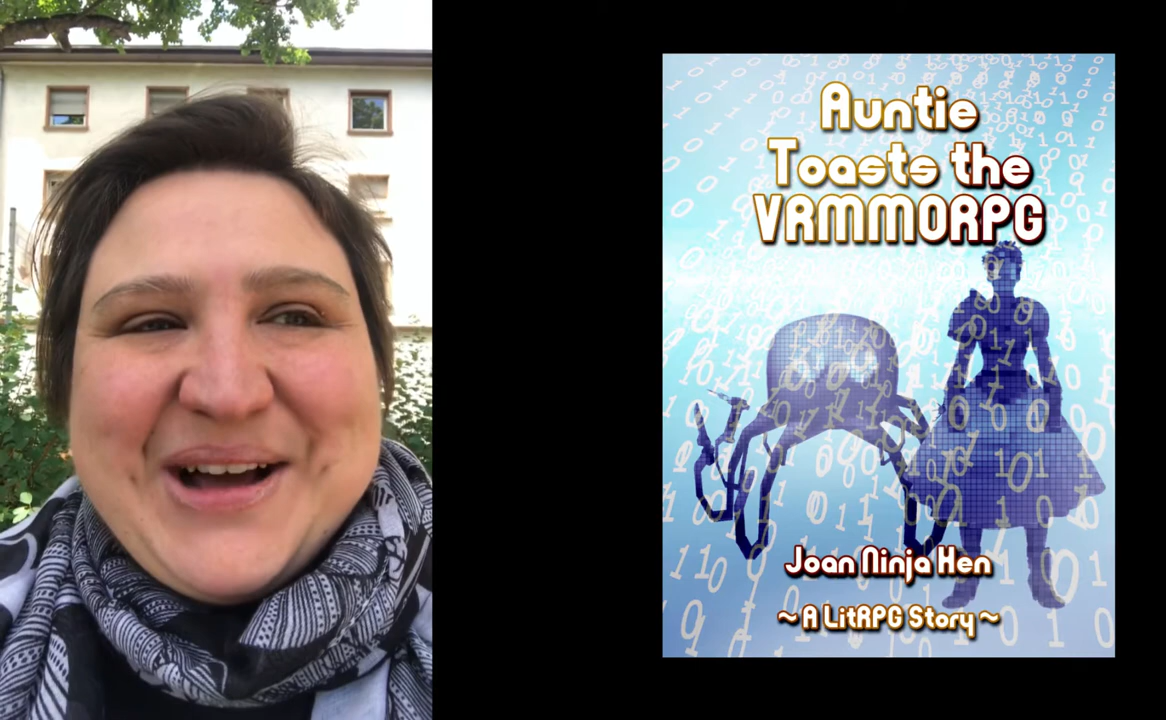 Auntie
Toasts the
VRMMORPG
Joan Ninja Hen
~A LitRPG Story~